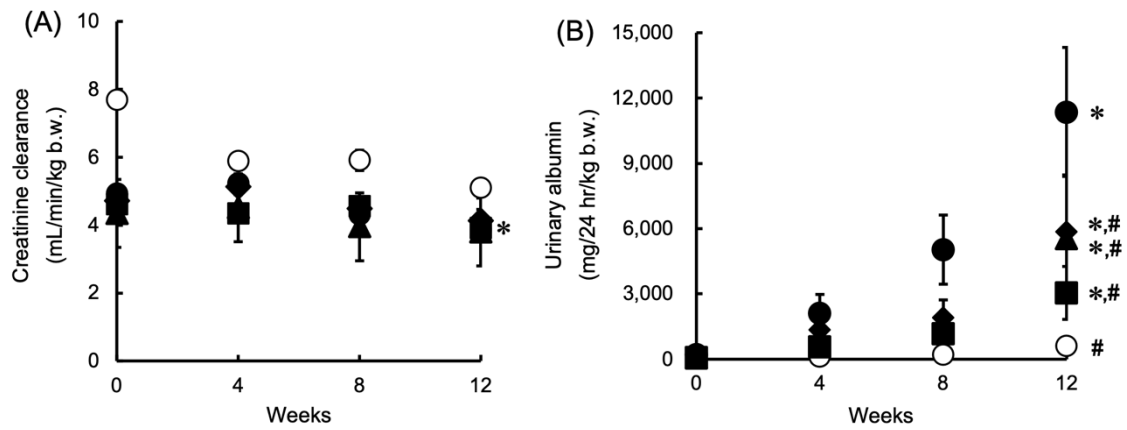 (A)
10
8
6
4
2
0
Creatinine clearance
(mL/min/kg b.w.)
*
0 4 8 12
Weeks
(B)
15,000
12,000
9,000
6,000
3,000
0
Urinary albumin
(mg/24 hr/kg b.w.)
*
*,#
*,#
*,#
#
0 4 8 12
Weeks